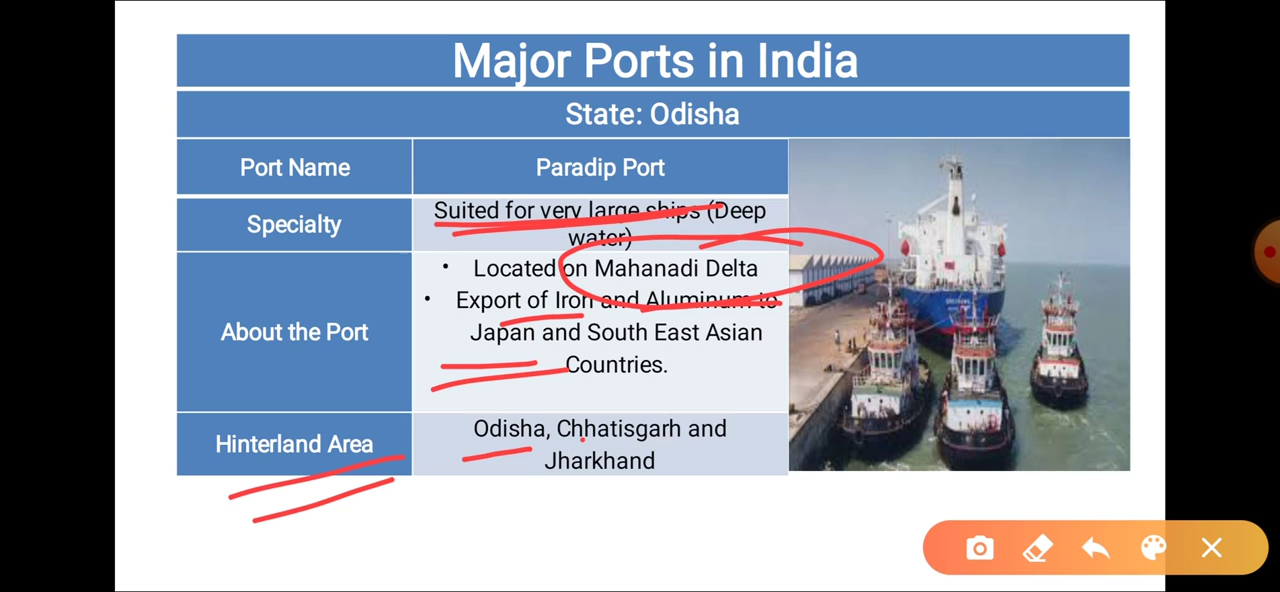 Major Ports in India
State: Odisha
Port Name
Paradip Port
Specialty
Suited for very large ships (Deep
water)
About the Port
• Located on Mahanadi Delta
• Export of Iron and Aluminum to
Japan and South East Asian
Countries.
Hinterland Area
Odisha, Chhatisgarh and
Jharkhand